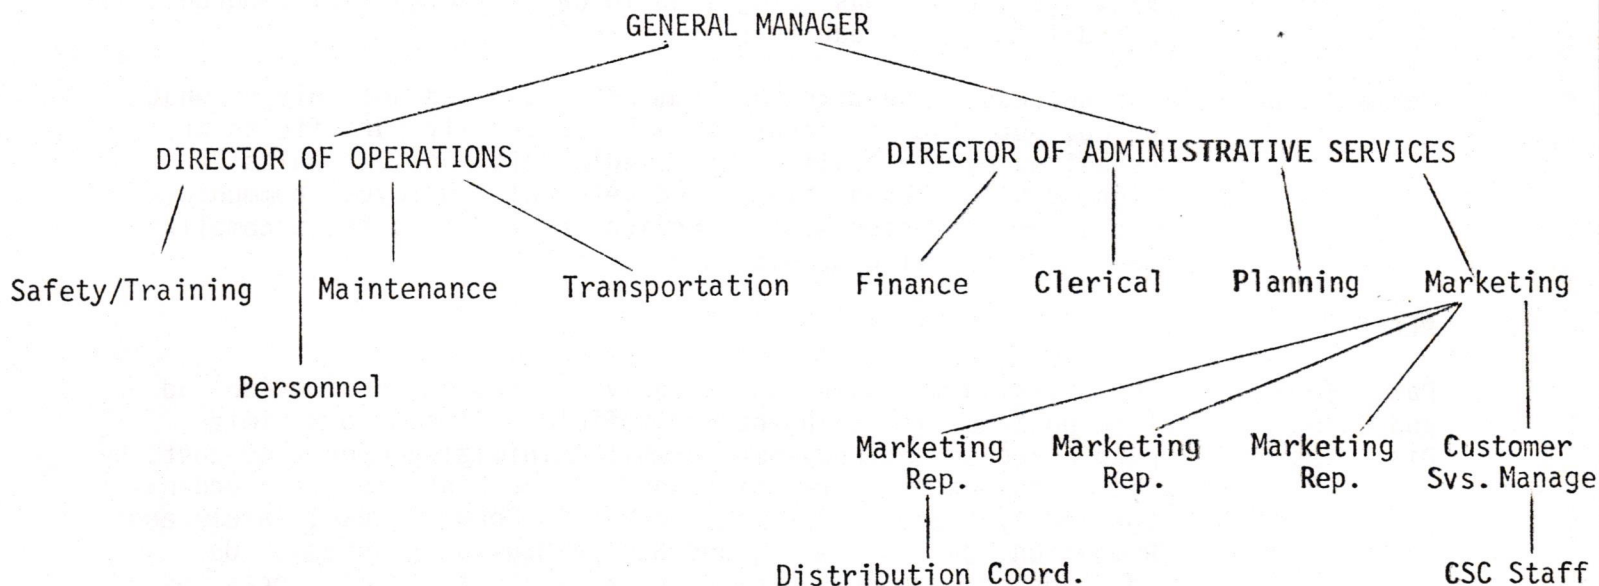 GENERAL MANAGER
DIRECTOR OF OPERATIONS
DIRECTOR OF ADMINISTRATIVE SERVICES
Safety/Training
Maintenance
Transportation
Finance
Clerical
Planning
Marketing
Personnel
Marketing
Rep.
Marketing
Rep.
Marketing
Rep.
Customer
Svs. Manage
Distribution Coord.
CSC Staff